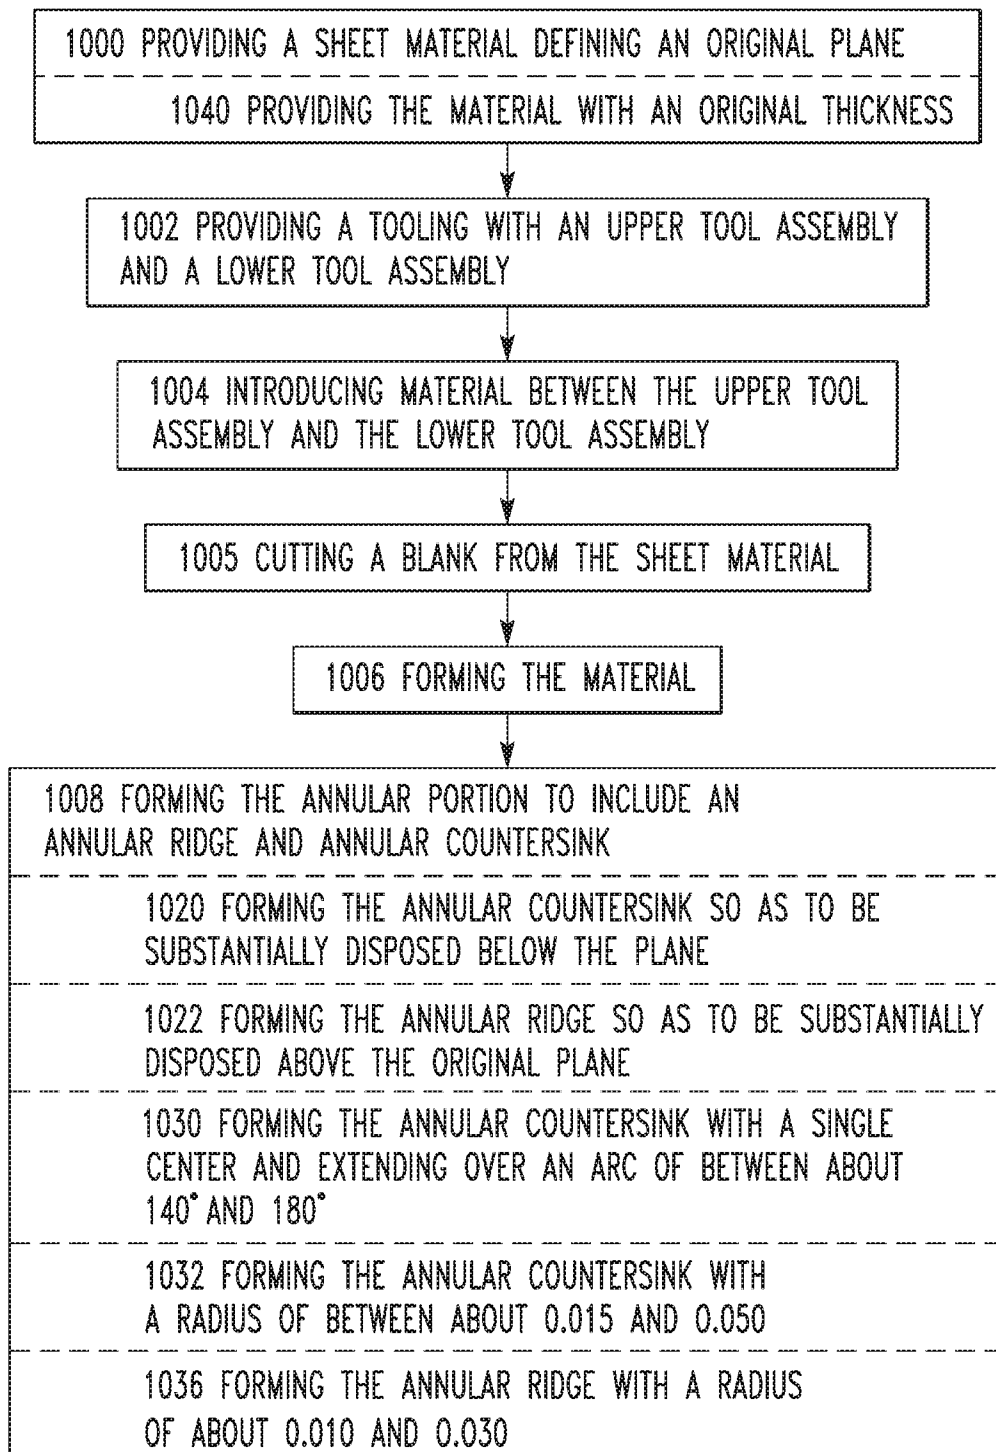 1000 PROVIDING A SHEET MATERIAL DEFINING AN ORIGINAL PLANE
1040 PROVIDING THE MATERIAL WITH AN ORIGINAL THICKNESS
1002 PROVIDING A TOOLING WITH AN UPPER TOOL ASSEMBLY
AND A LOWER TOOL ASSEMBLY
1004 INTRODUCING MATERIAL BETWEEN THE UPPER TOOL
ASSEMBLY AND THE LOWER TOOL ASSEMBLY
1005 CUTTING A BLANK FROM THE SHEET MATERIAL
1006 FORMING THE MATERIAL
1008 FORMING THE ANNULAR PORTION TO INCLUDE AN
ANNULAR RIDGE AND ANNULAR COUNTERSINK
1020 FORMING THE ANNULAR COUNTERSINK SO AS TO BE
SUBSTANTIALLY DISPOSED BELOW THE PLANE
1022 FORMING THE ANNULAR RIDGE SO AS TO BE SUBSTANTIALLY
DISPOSED ABOVE THE ORIGINAL PLANE
1030 FORMING THE ANNULAR COUNTERSINK WITH A SINGLE
CENTER AND EXTENDING OVER AN ARC OF BETWEEN ABOUT
140° AND 180°
1032 FORMING THE ANNULAR COUNTERSINK WITH
A RADIUS OF BETWEEN ABOUT 0.015 AND 0.050
1036 FORMING THE ANNULAR RIDGE WITH A RADIUS
OF ABOUT 0.010 AND 0.030